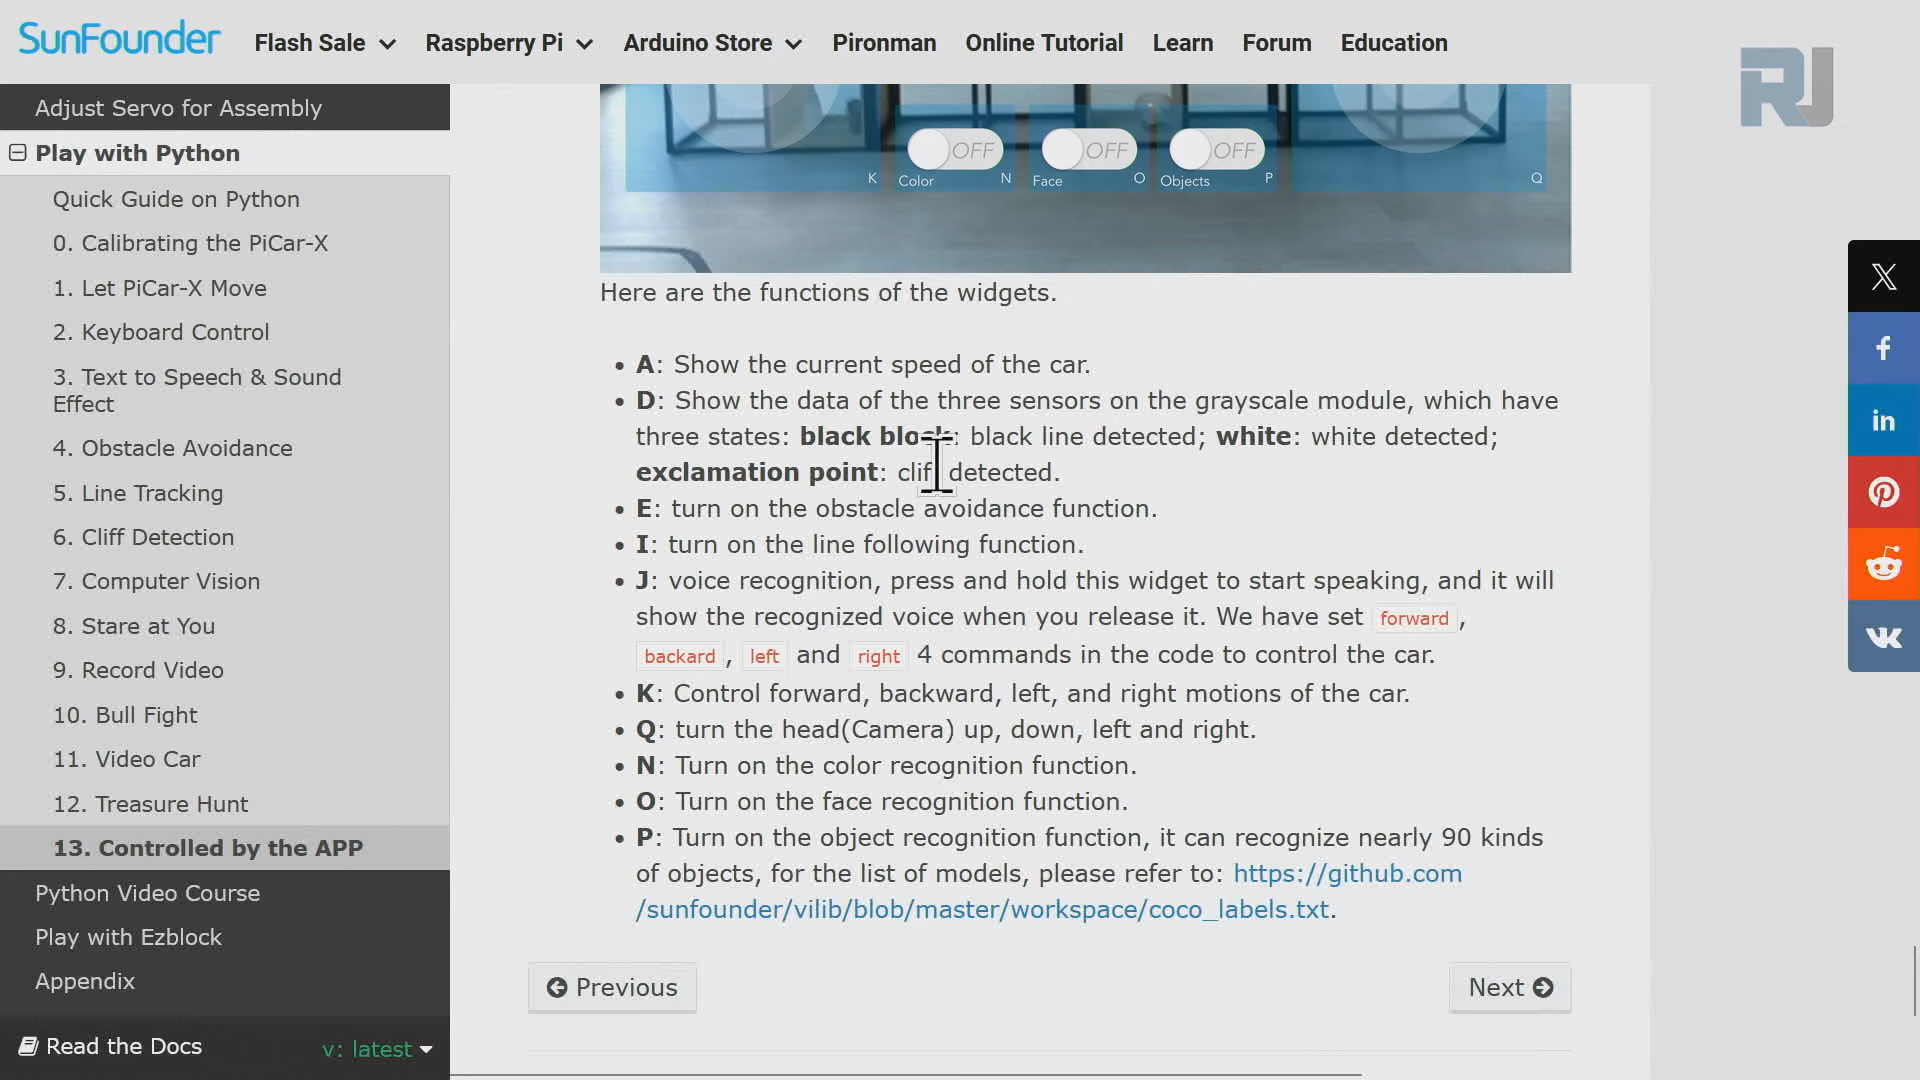 SunFounder Flash Sale Raspberry Pi Arduino Store Pironman Online Tutorial Learn Forum Education
RJ
Adjust Servo for Assembly
Play with Python
Quick Guide on Python
0. Calibrating the PiCar-X
1. Let PiCar-X Move
2. Keyboard Control
3. Text to Speech & Sound
Effect
4. Obstacle Avoidance
5. Line Tracking
6. Cliff Detection
7. Computer Vision
8. Stare at You
9. Record Video
10. Bull Fight
11. Video Car
12. Treasure Hunt
13. Controlled by the APP
Python Video Course
Play with Ezblock
Appendix
Read the Docs v: latest
OFF OFF OFF
K Color N Face O Objects P Q
Here are the functions of the widgets.
• A: Show the current speed of the car.
• D: Show the data of the three sensors on the grayscale module, which have
three states: black block: black line detected; white: white detected;
exclamation point: cliff detected.
• E: turn on the obstacle avoidance function.
• I: turn on the line following function.
• J: voice recognition, press and hold this widget to start speaking, and it will
show the recognized voice when you release it. We have set forward,
backard, left and right 4 commands in the code to control the car.
• K: Control forward, backward, left, and right motions of the car.
• Q: turn the head(Camera) up, down, left and right.
• N: Turn on the color recognition function.
• O: Turn on the face recognition function.
• P: Turn on the object recognition function, it can recognize nearly 90 kinds
of objects, for the list of models, please refer to: https://github.com
/sunfounder/vilib/blob/master/workspace/coco_labels.txt.
Previous Next